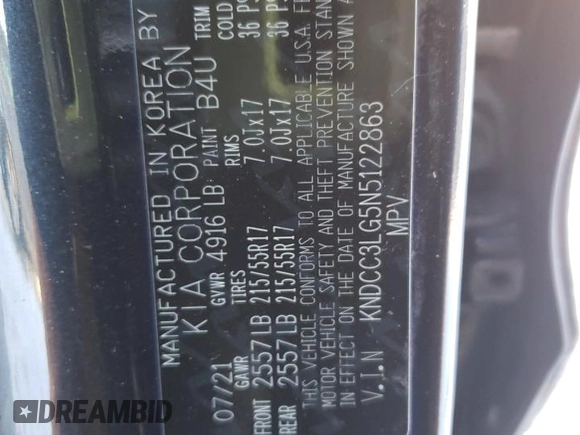 MANUFACTURED IN KOREA BY
KIA CORPORATION
07/21 GVWR 4916 LB PAINT B4U TRIM
GAWR TIRES RIMS COLD
FRONT 2557 LB 215/55R17 7.0Jx17 36 PS
REAR 2557 LB 215/55R17 7.0Jx17 36 PS
THIS VEHICLE CONFORMS TO ALL APPLICABLE U.S.A. FE
MOTOR VEHICLE SAFETY AND THEFT PREVENTION STAN
IN EFFECT ON THE DATE OF MANUFACTURE SHOWN A
V.I.N KNDCC3LG5N5122863
MPV
DREAMBID